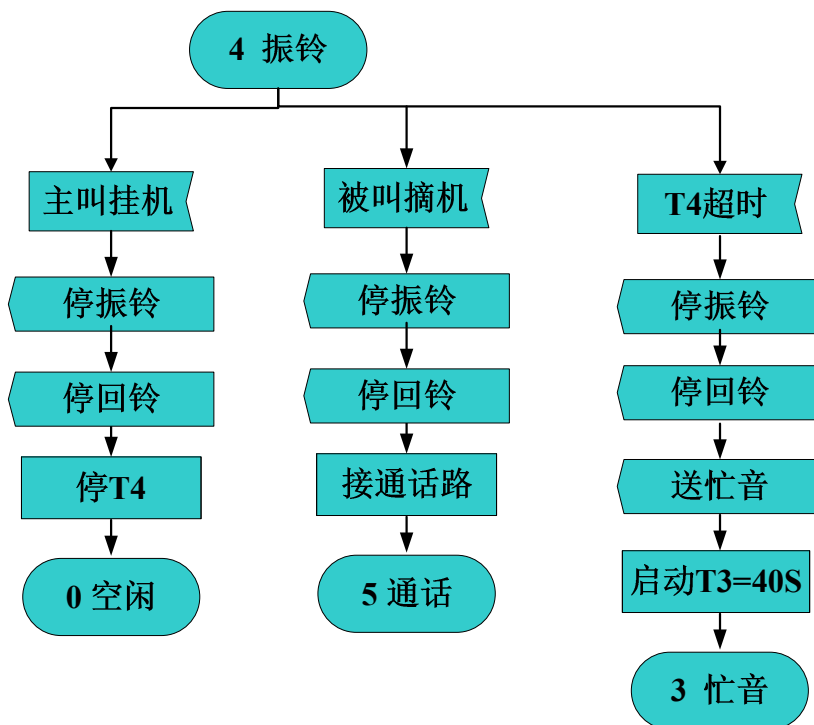 4 振铃
主叫挂机
停振铃
停回铃
停T4
0 空闲
被叫摘机
停振铃
停回铃
接通话路
5 通话
T4超时
停振铃
停回铃
送忙音
启动T3=40S
3 忙音